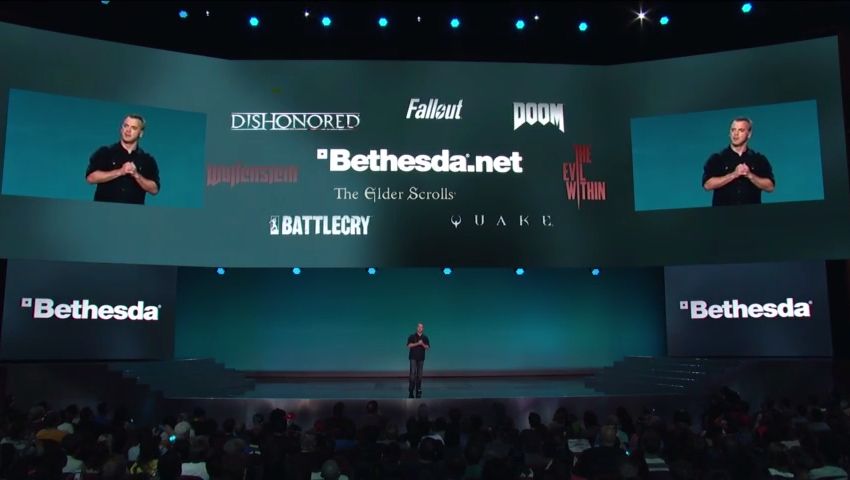 DISHONORED
Fallout
DOOM
Wolfenstein
Bethesda.net
THE
EVIL
WITHIN
The Elder Scrolls
BATTLECRY
QUAKE
Bethesda
Bethesda